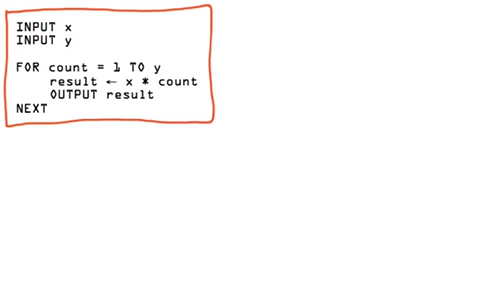 INPUT x
INPUT y
FOR count = 1 TO y
result ← x * count
OUTPUT result
NEXT